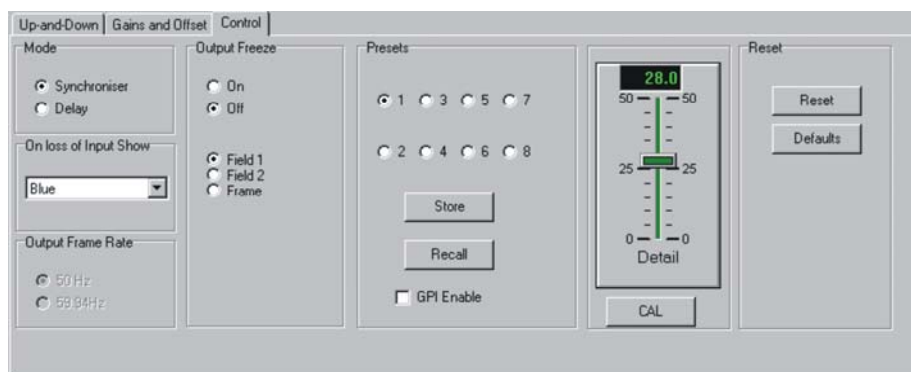 Up-and-Down Gains and Offset Control
Mode
Synchroniser
Delay
On loss of Input Show
Blue
Output Frame Rate
50 Hz
59.94Hz
Output Freeze
On
Off
Field 1
Field 2
Frame
Presets
1 3 5 7
2 4 6 8
Store
Recall
GPI Enable
28.0
50 50
25 25
0 0
Detail
CAL
Reset
Reset
Defaults